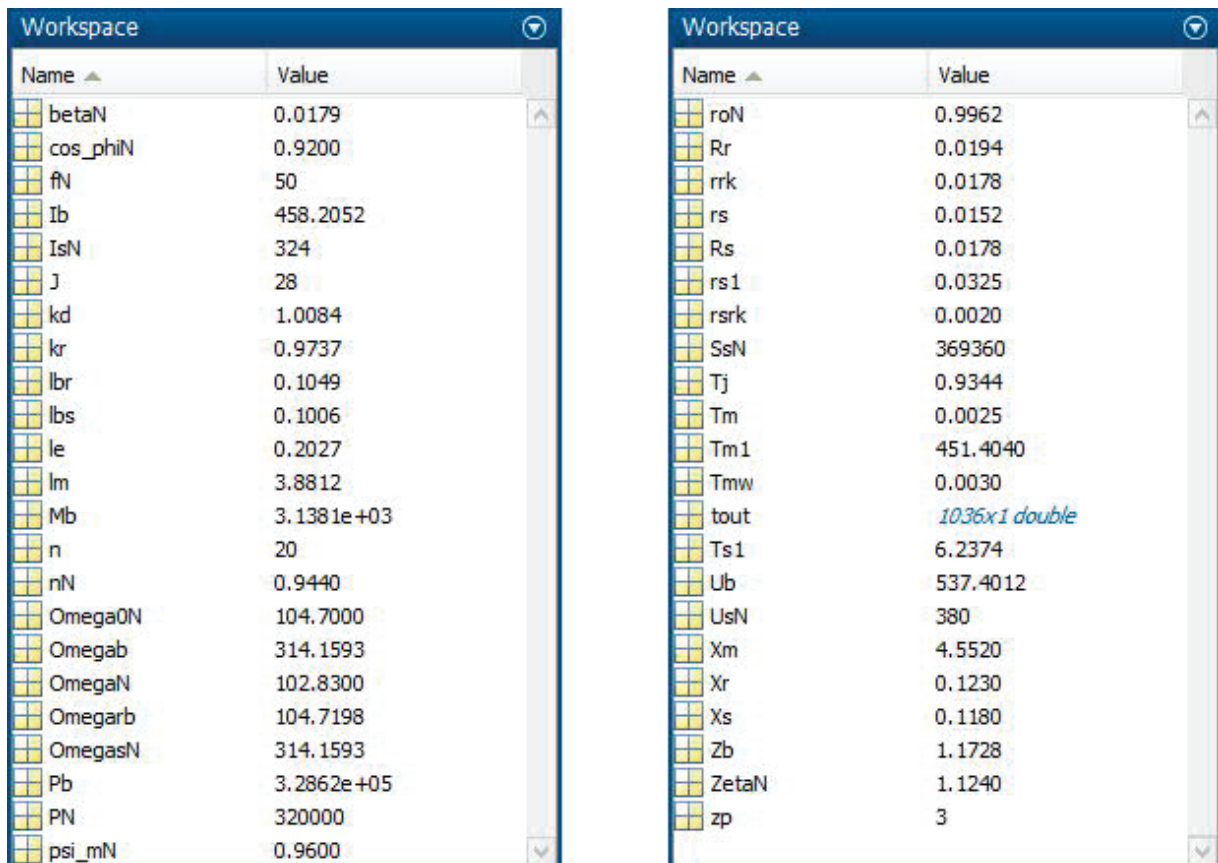 Workspace
Name Value
betaN 0.0179
cos_phiN 0.9200
fN 50
Ib 458.2052
IsN 324
J 28
kd 1.0084
kr 0.9737
lbr 0.1049
lbs 0.1006
le 0.2027
lm 3.8812
Mb 3.1381e+03
n 20
nN 0.9440
Omega0N 104.7000
Omegab 314.1593
OmegaN 102.8300
Omegarb 104.7198
OmegasN 314.1593
Pb 3.2862e+05
PN 320000
psi_mN 0.9600
Workspace
Name Value
roN 0.9962
Rr 0.0194
rrk 0.0178
rs 0.0152
Rs 0.0178
rs1 0.0325
rsrk 0.0020
SsN 369360
Tj 0.9344
Tm 0.0025
Tm1 451.4040
Tmw 0.0030
tout 1036x1 double
Ts1 6.2374
Ub 537.4012
UsN 380
Xm 4.5520
Xr 0.1230
Xs 0.1180
Zb 1.1728
ZetaN 1.1240
zp 3